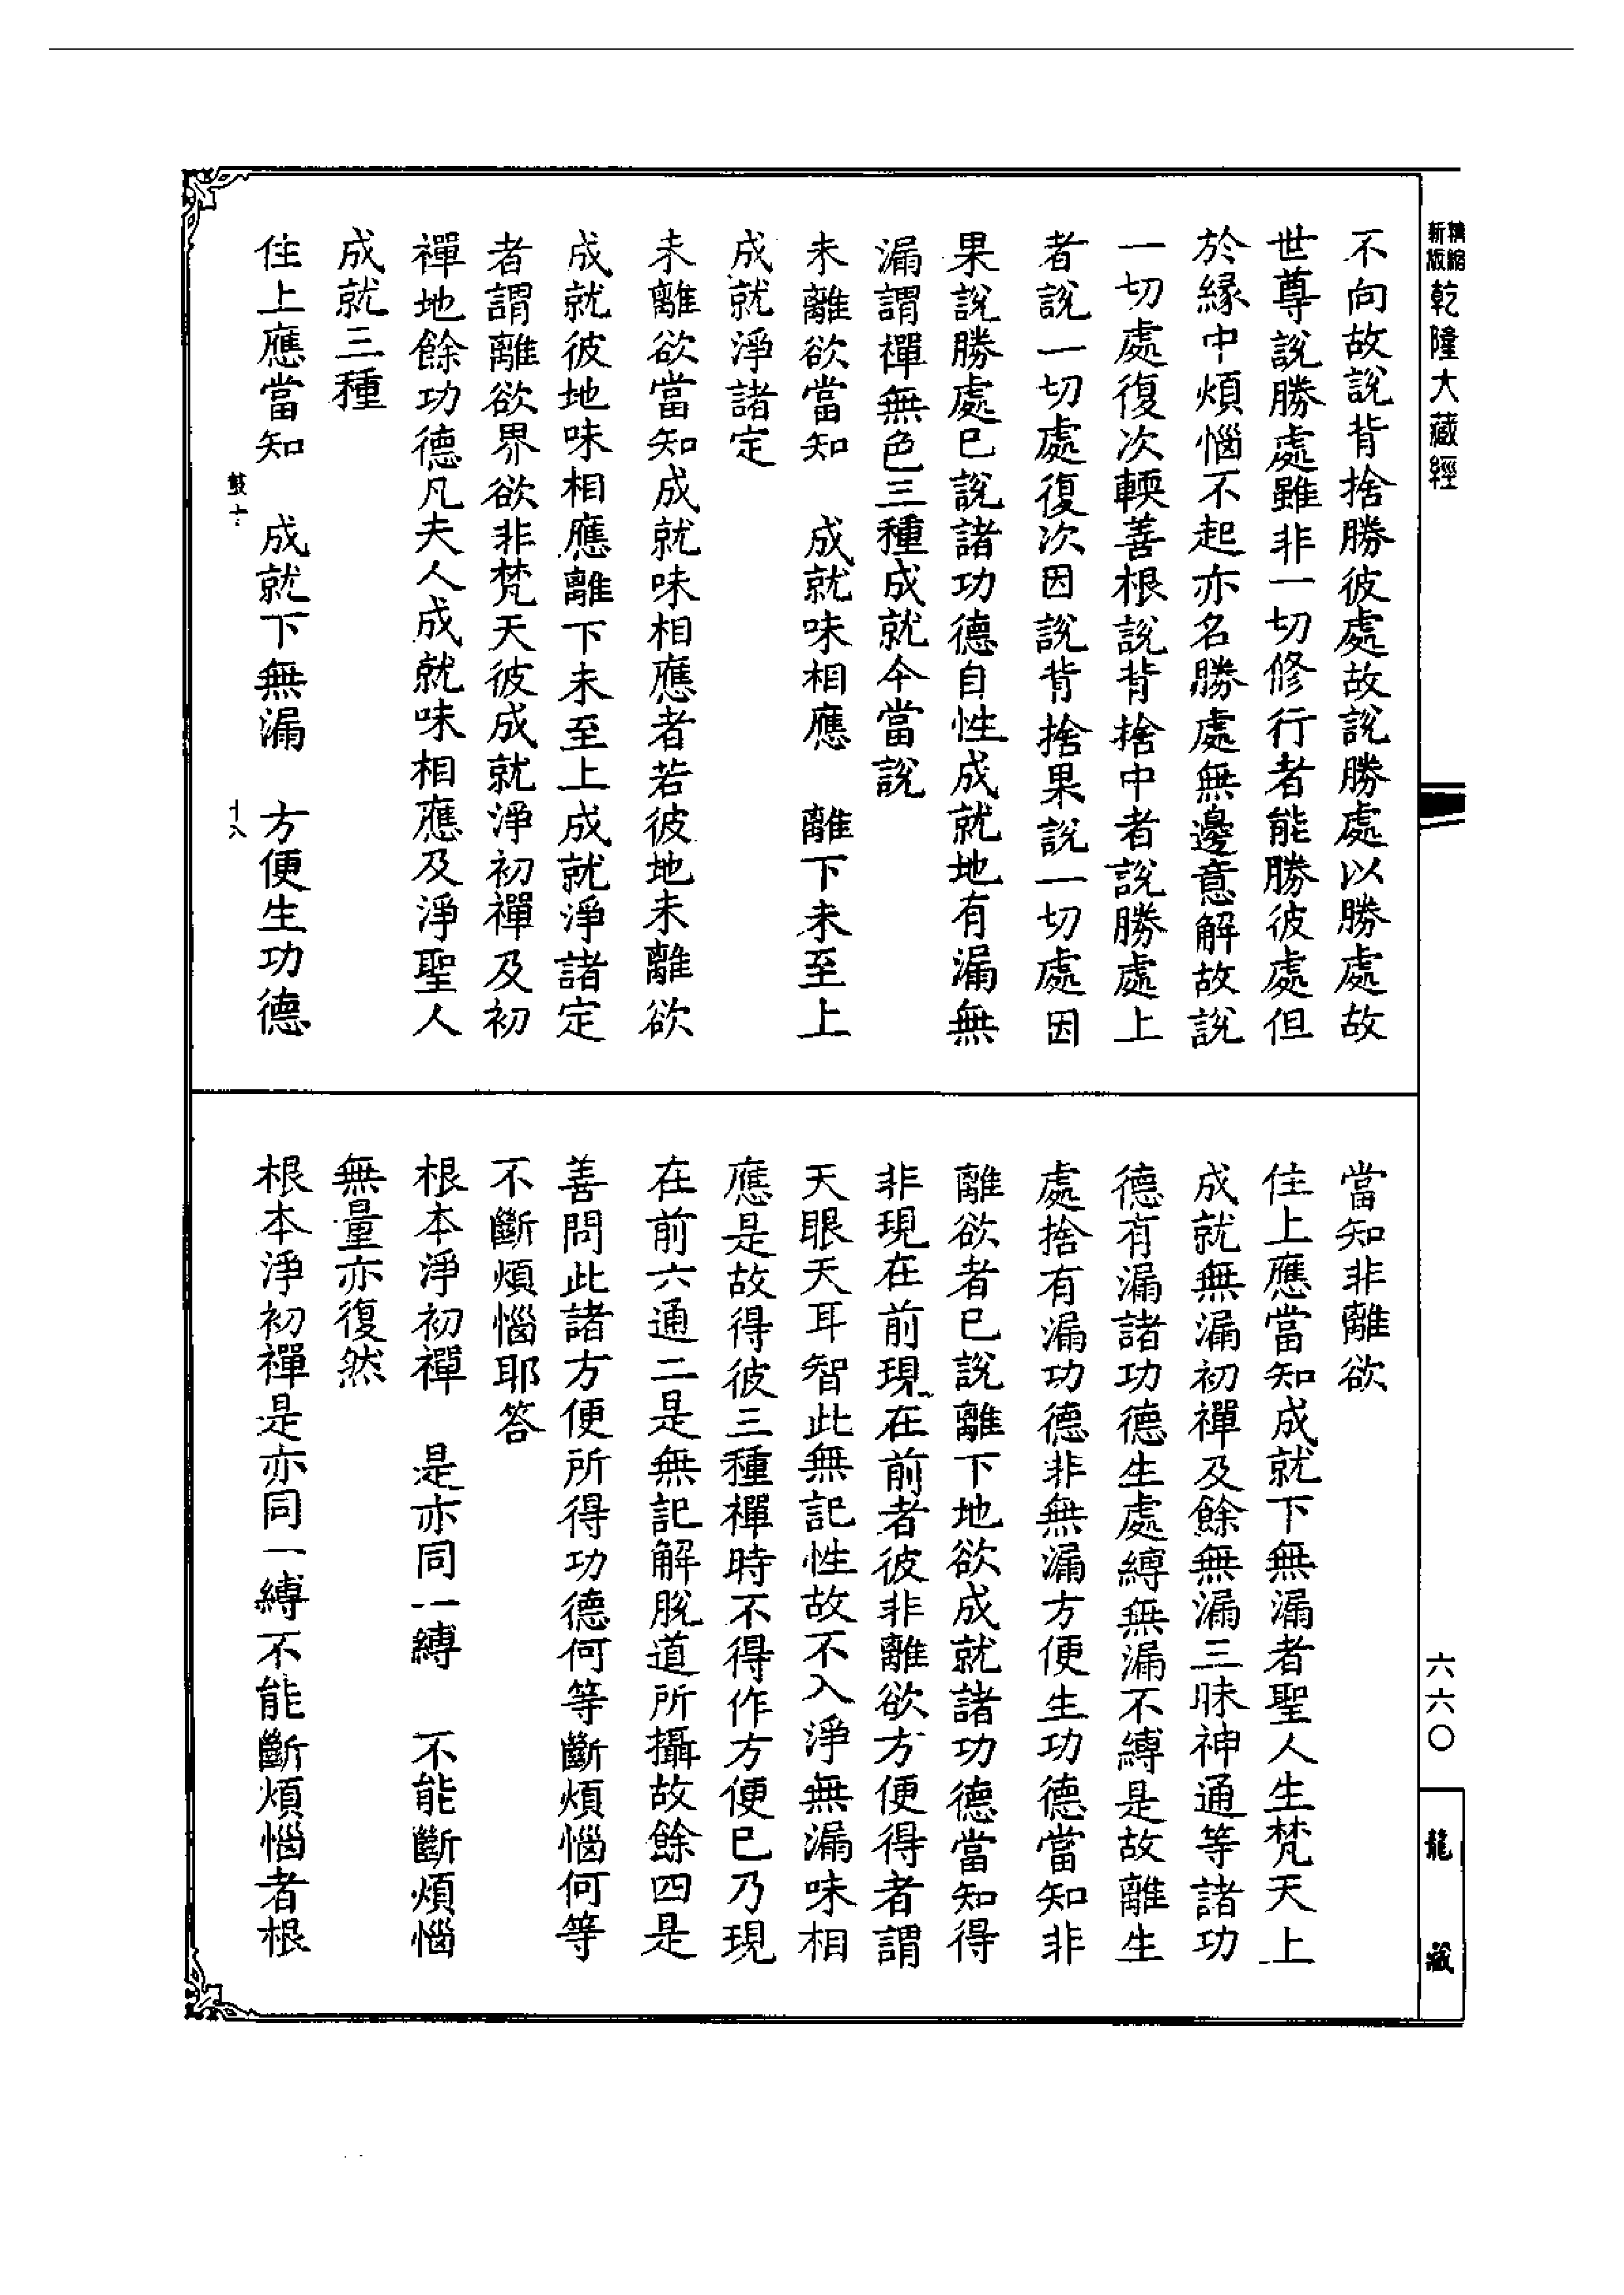 精縮新版乾隆大藏經
不向故說背捨勝彼處故說勝處以勝處故
世尊說勝處雖非一切修行者能勝彼處但
於緣中煩惱不起亦名勝處無邊意解故說
一切處復次輭善根說背捨中者說勝處上
者說一切處復次因說背捨果說一切處因
果說勝處已說諸功德自性成就地有漏無
漏謂禪無色三種成就今當說
未離欲當知　成就味相應　離下未至上
成就淨諸定
未離欲當知成就味相應者若彼地未離欲
成就彼地味相應離下未至上成就淨諸定
者謂離欲界欲非梵天彼成就淨初禪及初
禪地餘功德凡夫人成就味相應及淨聖人
成就三種
住上應當知　成就下無漏　方便生功德
鼓十　十八
當知非離欲
住上應當知成就下無漏者聖人生梵天上
成就無漏初禪及餘無漏三昧神通等諸功
德有漏諸功德生處縛無漏不縛是故離生
處捨有漏功德非無漏方便生功德當知非
離欲者已說離下地欲成就諸功德當知得
非現在前現在前者彼非離欲方便得者謂
天眼天耳智此無記性故不入淨無漏味相
應是故得彼三種禪時不得作方便已乃現
在前六通二是無記解脫道所攝故餘四是
善問此諸方便所得功德何等斷煩惱何等
不斷煩惱耶答
根本淨初禪　是亦同一縛　不能斷煩惱
無量亦復然
根本淨初禪是亦同一縛不能斷煩惱者根
六六〇
龍藏